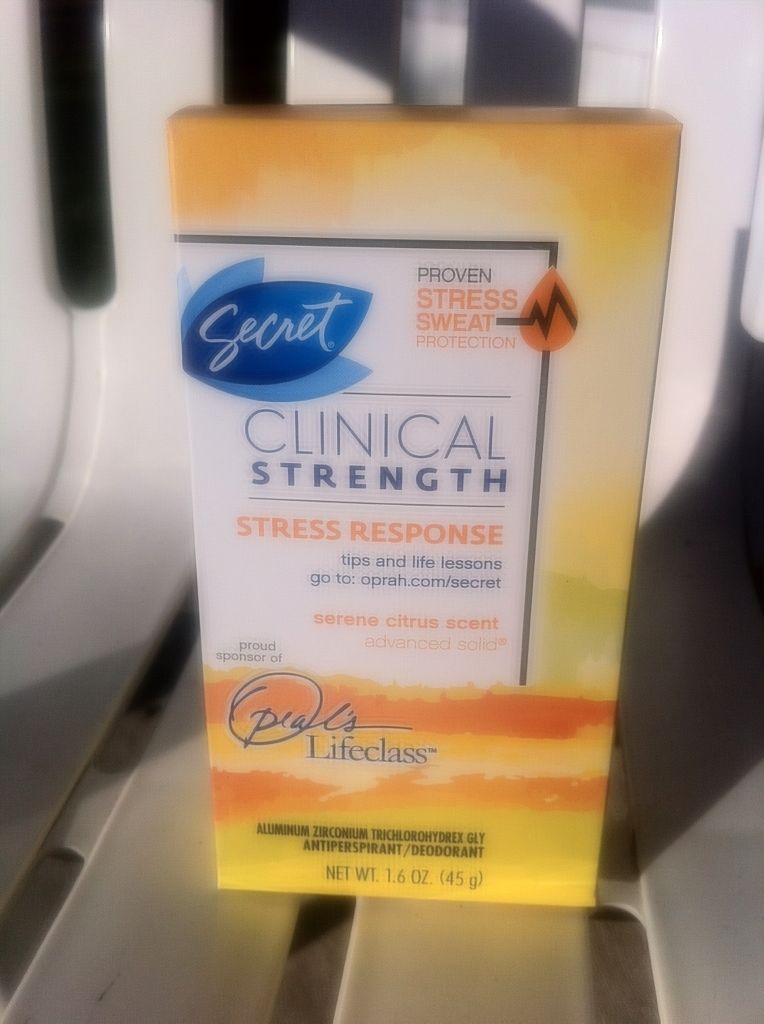 Secret®
PROVEN
STRESS
SWEAT
PROTECTION
CLINICAL
STRENGTH
STRESS RESPONSE
tips and life lessons
go to: oprah.com/secret
serene citrus scent
advanced solid®
proud
sponsor of
Oprah's
Lifeclass™
ALUMINUM ZIRCONIUM TRICHLOROHYDREX GLY
ANTIPERSPIRANT/DEODORANT
NET WT. 1.6 OZ. (45 g)